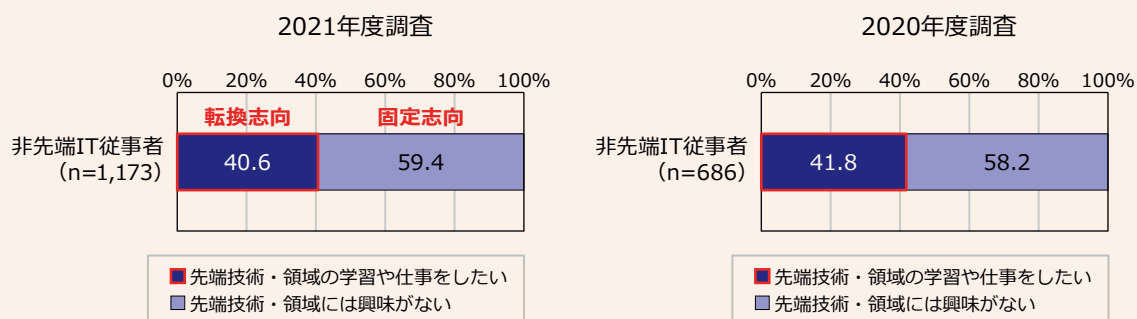 2021年度調査
0% 20% 40% 60% 80% 100%
転換志向 固定志向
非先端IT従事者
（n=1,173）
40.6 59.4
■先端技術・領域の学習や仕事をしたい
■先端技術・領域には興味がない
2020年度調査
0% 20% 40% 60% 80% 100%
非先端IT従事者
（n=686）
41.8 58.2
■先端技術・領域の学習や仕事をしたい
■先端技術・領域には興味がない